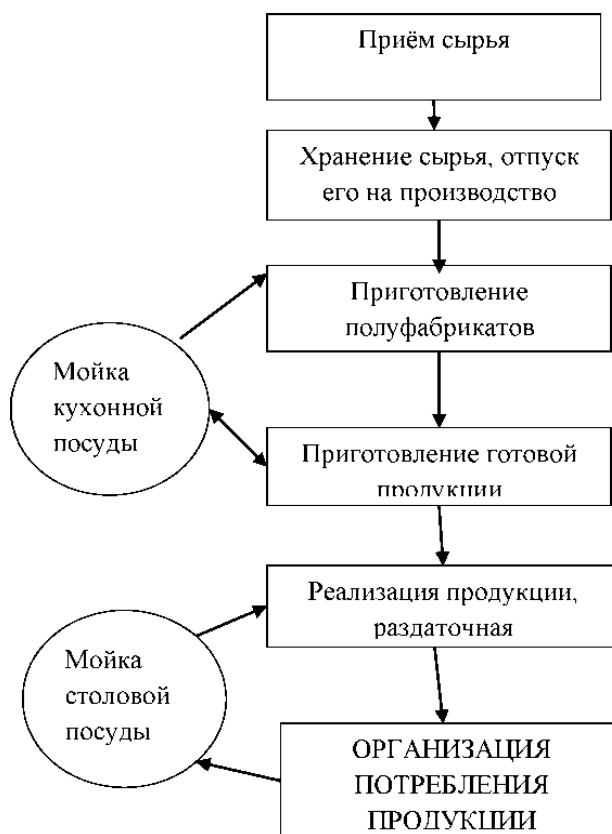 Приём сырья
Хранение сырья, отпуск
его на производство
Приготовление
полуфабрикатов
Мойка
кухонной
посуды
Приготовление готовой
продукции
Реализация продукции,
раздаточная
Мойка
столовой
посуды
ОРГАНИЗАЦИЯ
ПОТРЕБЛЕНИЯ
ПРОДУКЦИИ